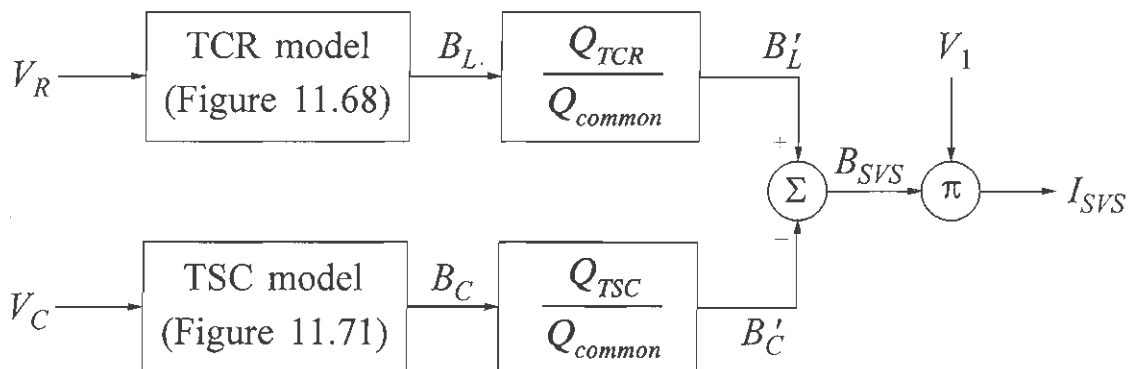 V_R
TCR model
(Figure 11.68)
B_L
Q_TCR
Q_common
B'_L
V_1
+
Σ
B_SVS
π
I_SVS
−
V_C
TSC model
(Figure 11.71)
B_C
Q_TSC
Q_common
B'_C